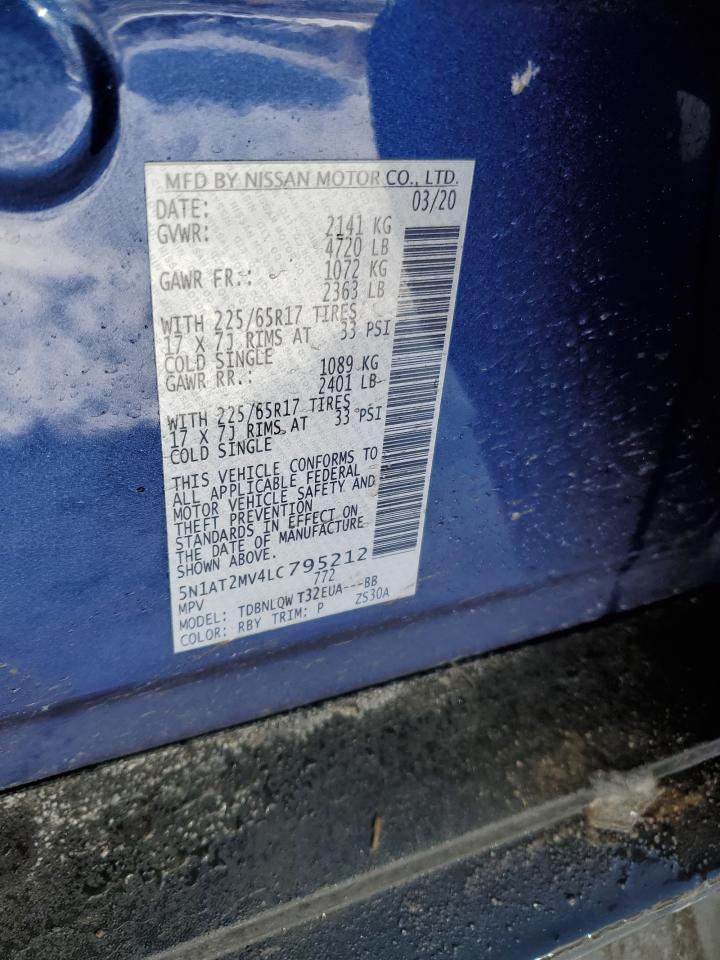 MFD BY NISSAN MOTOR CO., LTD.
DATE: 03/20
GVWR: 2141 KG
4720 LB
GAWR FR.: 1072 KG
2363 LB
WITH 225/65R17 TIRES
17 X 7J RIMS AT 33 PSI
COLD SINGLE
GAWR RR.: 1089 KG
2401 LB
WITH 225/65R17 TIRES
17 X 7J RIMS AT 33 PSI
COLD SINGLE
THIS VEHICLE CONFORMS TO
ALL APPLICABLE FEDERAL
MOTOR VEHICLE SAFETY AND
THEFT PREVENTION
STANDARDS IN EFFECT ON
THE DATE OF MANUFACTURE
SHOWN ABOVE.
5N1AT2MV4LC795212
MPV 772
MODEL: TDBNLQW T32EUA---BB
COLOR: RBY TRIM: P ZS30A